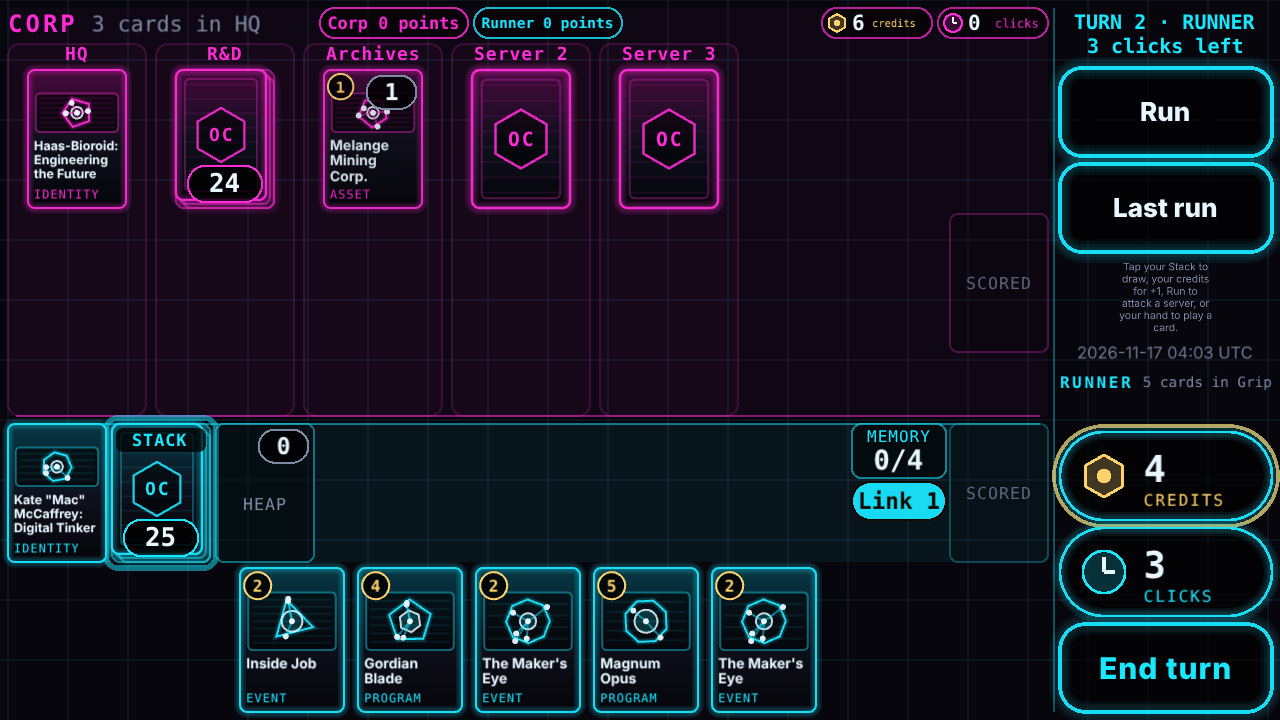 CORP 3 cards in HQ
Corp 0 points
Runner 0 points
6 credits
0 clicks
TURN 2 · RUNNER
3 clicks left
HQ
R&D
Archives
Server 2
Server 3
Haas-Bioroid:
Engineering
the Future
IDENTITY
OC
24
1
1
Melange
Mining
Corp.
ASSET
OC
OC
SCORED
Run
Last run
Tap your Stack to
draw, your credits
for +1, Run to
attack a server, or
your hand to play a
card.
2026-11-17 04:03 UTC
RUNNER 5 cards in Grip
Kate "Mac"
McCaffrey:
Digital Tinker
IDENTITY
STACK
OC
25
0
HEAP
MEMORY
0/4
Link 1
SCORED
4
CREDITS
3
CLICKS
End turn
2
Inside Job
EVENT
4
Gordian
Blade
PROGRAM
2
The Maker's
Eye
EVENT
5
Magnum
Opus
PROGRAM
2
The Maker's
Eye
EVENT